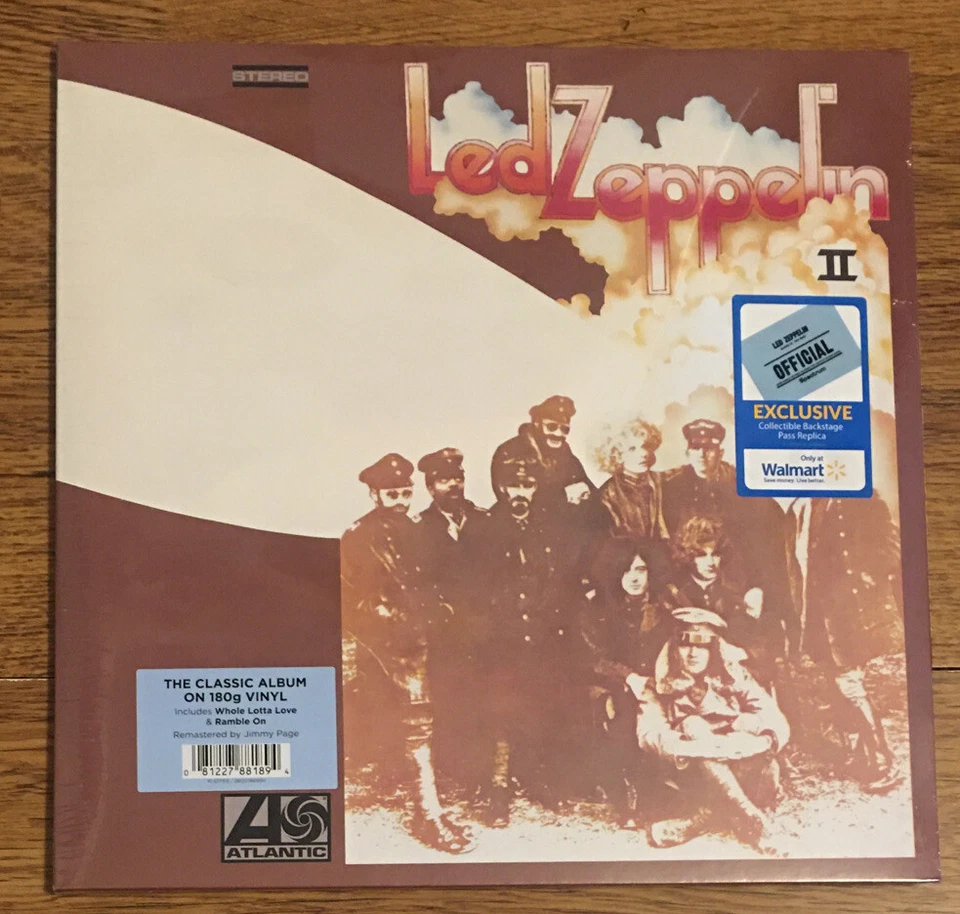 STEREO
Led Zeppelin
II
LED ZEPPELIN
OFFICIAL
EXCLUSIVE
Collectible Backstage
Pass Replica
Only at
Walmart
Save money. Live better.
THE CLASSIC ALBUM
ON 180g VINYL
Includes Whole Lotta Love
& Ramble On
Remastered by Jimmy Page
0 81227 88189 4
ATLANTIC